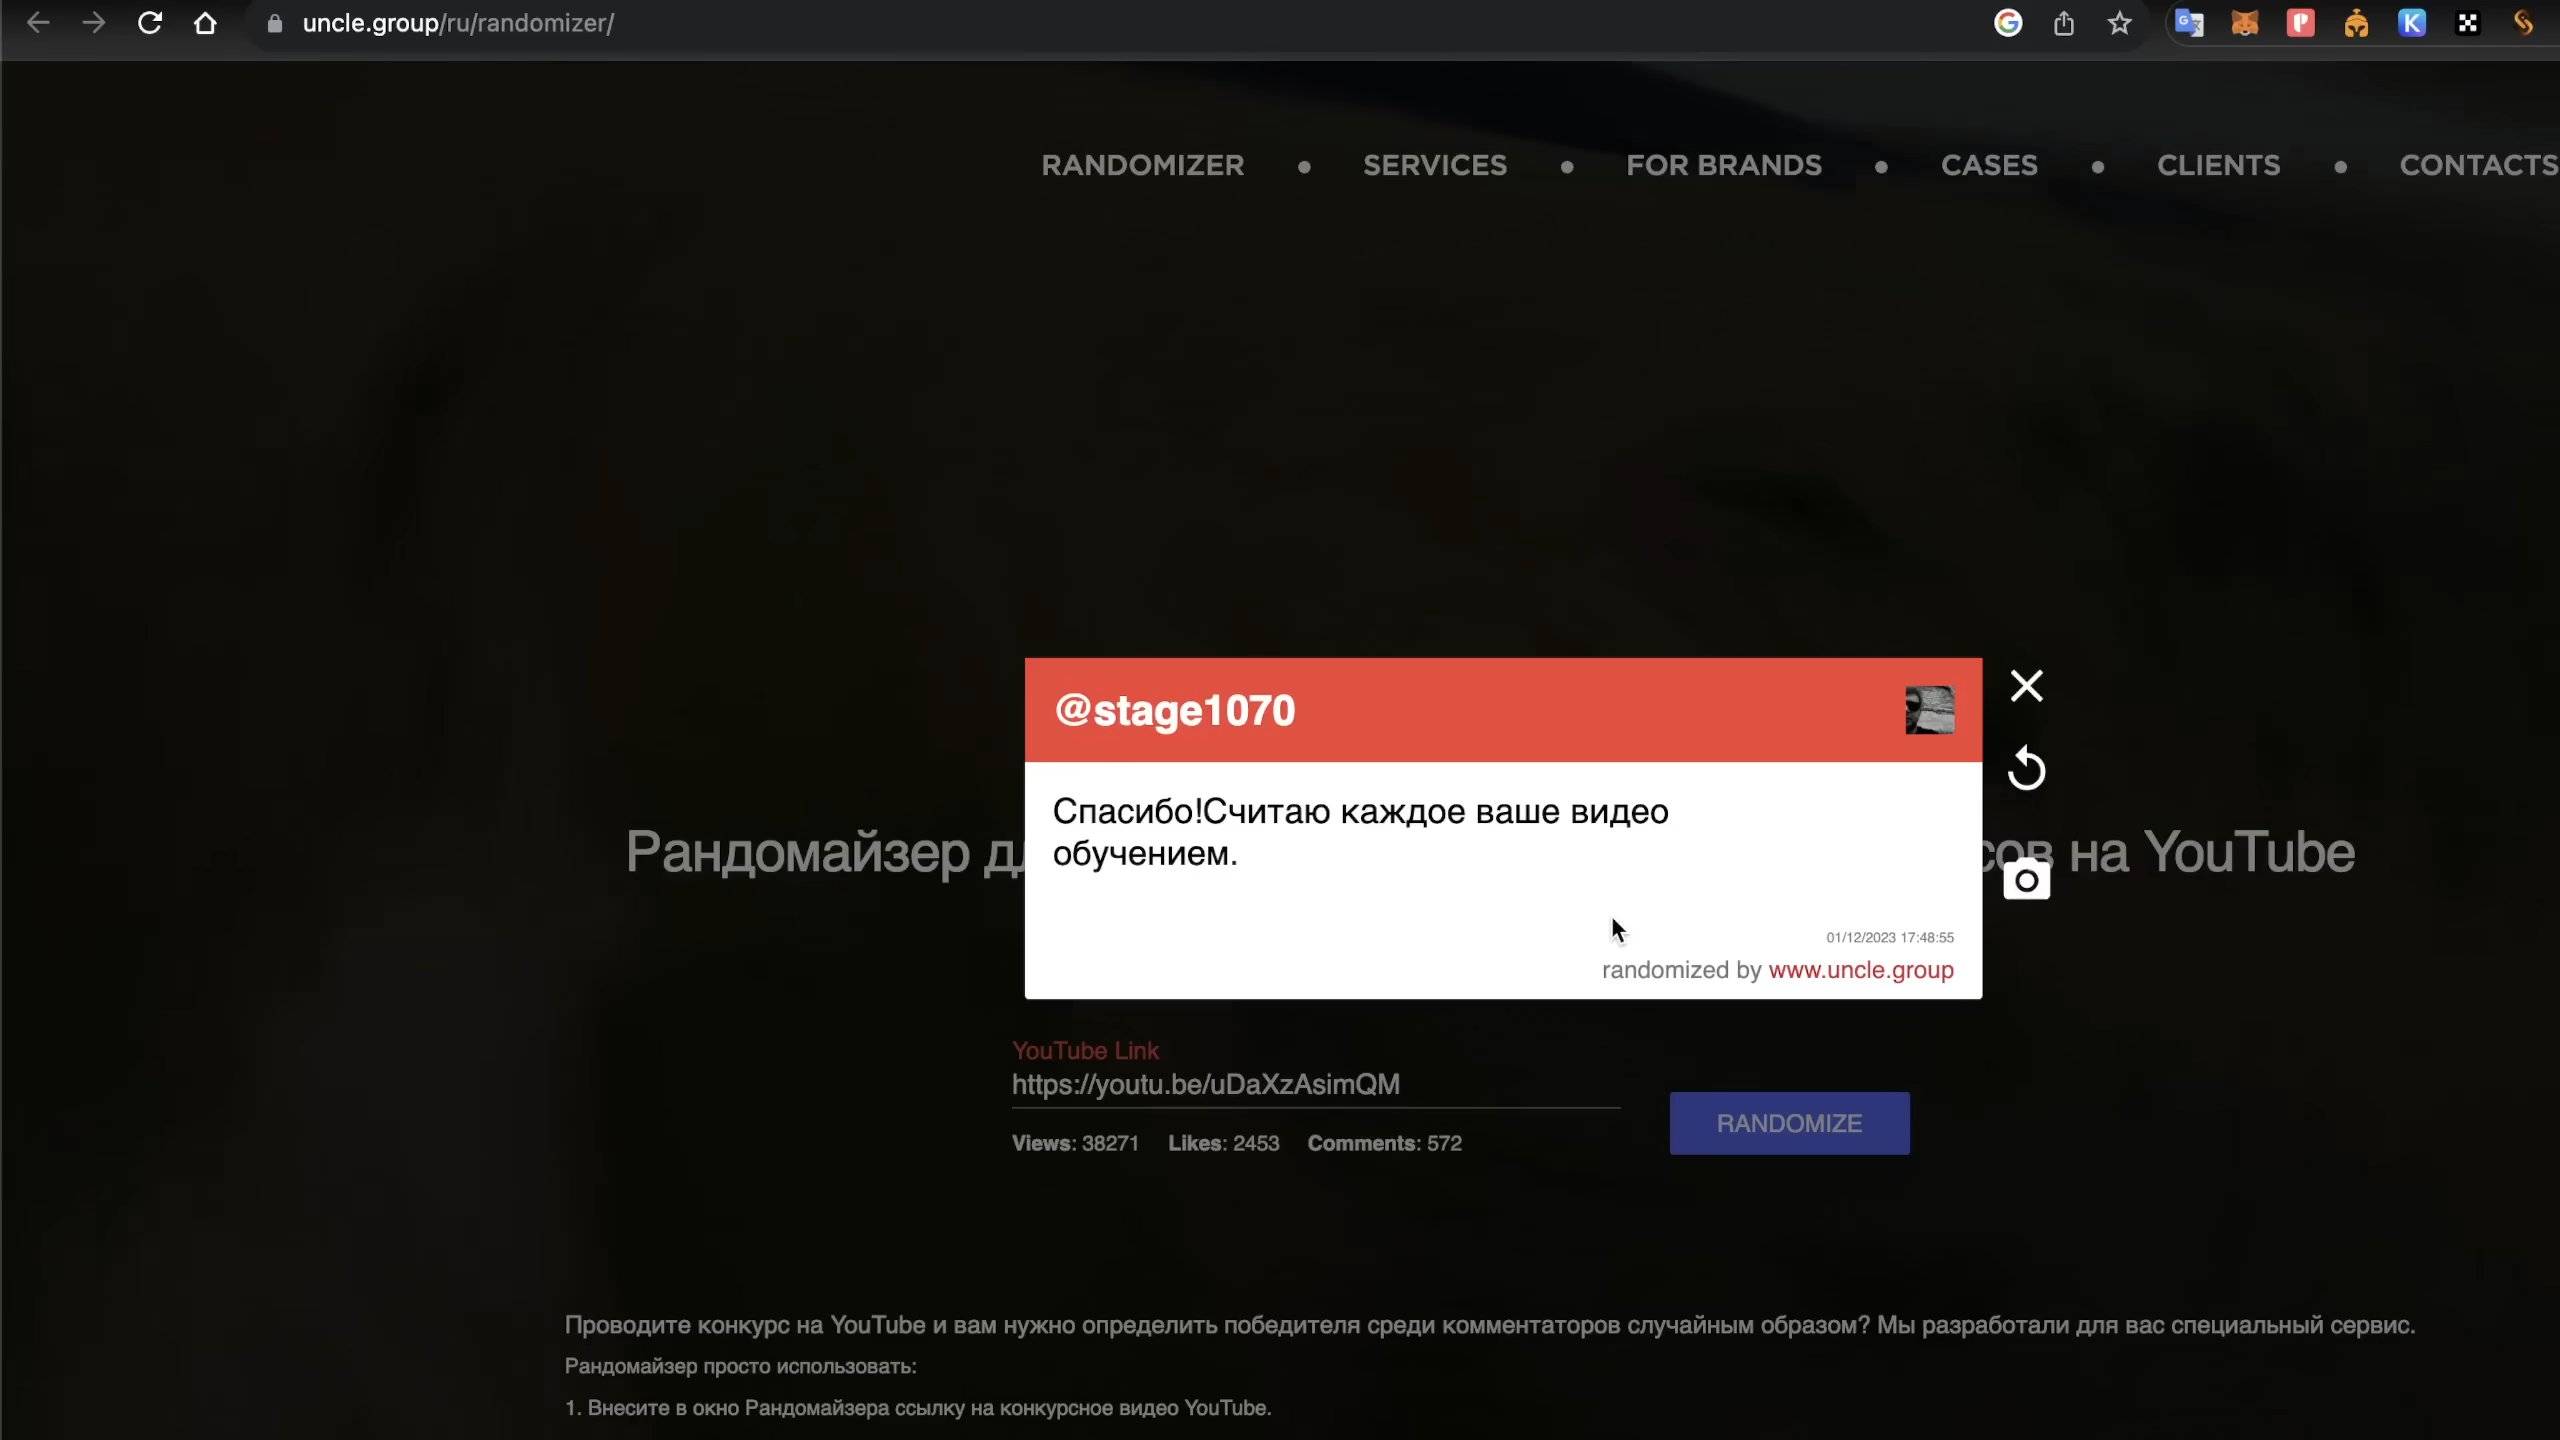 uncle.group/ru/randomizer/
RANDOMIZER • SERVICES • FOR BRANDS • CASES • CLIENTS • CONTACTS
@stage1070
Спасибо!Считаю каждое ваше видео
обучением.
Рандомайзер
на YouTube
01/12/2023 17:48:55
randomized by www.uncle.group
YouTube Link
https://youtu.be/uDaXzAsimQM
Views: 38271 Likes: 2453 Comments: 572
RANDOMIZE
Проводите конкурс на YouTube и вам нужно определить победителя среди комментаторов случайным образом? Мы разработали для вас специальный сервис.
Рандомайзер просто использовать:
1. Внесите в окно Рандомайзера ссылку на конкурсное видео YouTube.